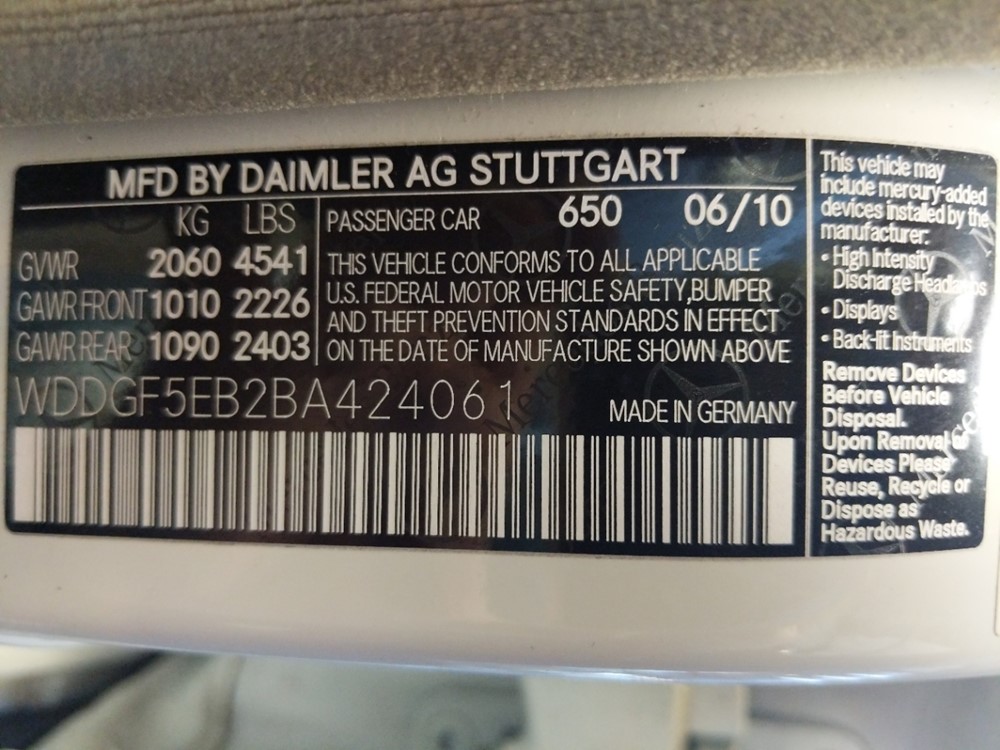 MFD BY DAIMLER AG STUTTGART
KG LBS
GVWR 2060 4541
GAWR FRONT 1010 2226
GAWR REAR 1090 2403
PASSENGER CAR 650 06/10
THIS VEHICLE CONFORMS TO ALL APPLICABLE
U.S. FEDERAL MOTOR VEHICLE SAFETY,BUMPER
AND THEFT PREVENTION STANDARDS IN EFFECT
ON THE DATE OF MANUFACTURE SHOWN ABOVE
WDDGF5EB2BA424061
MADE IN GERMANY
This vehicle may
include mercury-added
devices installed by the
manufacturer:
• High Intensity
Discharge Headlamps
• Displays
• Back-lit Instruments
Remove Devices
Before Vehicle
Disposal.
Upon Removal of
Devices Please
Reuse, Recycle or
Dispose as
Hazardous Waste.